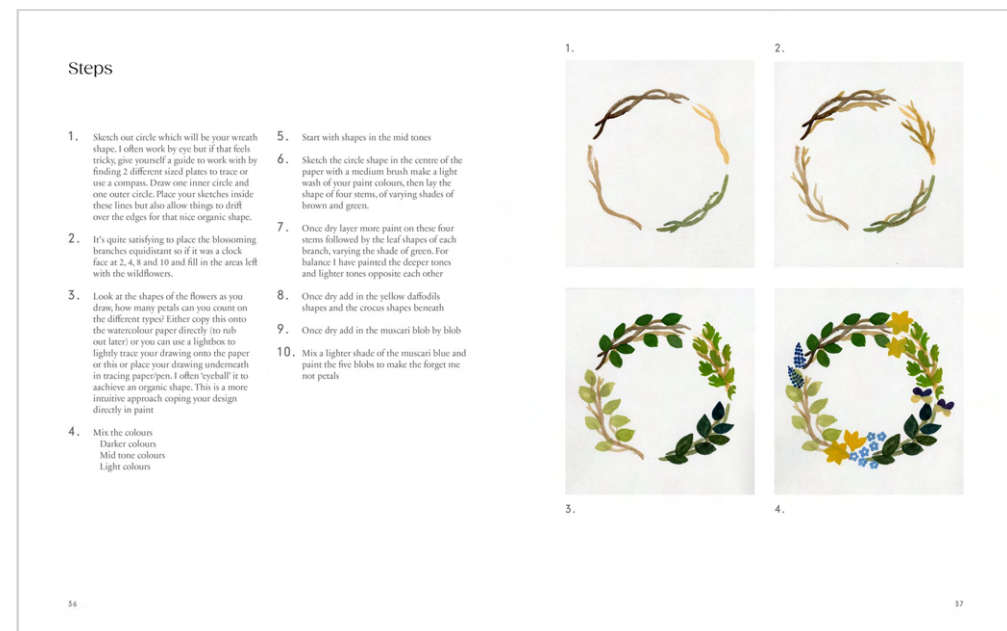 Steps
1. Sketch out circle which will be your wreath
shape. I often work by eye but if that feels
tricky, give yourself a guide to work with by
finding 2 different sized plates to trace or
use a compass. Draw one inner circle and
one outer circle. Place your sketches inside
these lines but also allow things to drift
over the edges for that nice organic shape.
2. It's quite satisfying to place the blossoming
branches equidistant so if it was a clock
face at 2, 4, 8 and 10 and fill in the areas left
with the wildflowers.
3. Look at the shapes of the flowers as you
draw, how many petals can you count on
the different types? Either copy this onto
the watercolour paper directly (to rub
out later) or you can use a lightbox to
lightly trace your drawing onto the paper
or this or place your drawing underneath
in tracing paper/pen. I often 'eyeball' it to
aachieve an organic shape. This is a more
intuitive approach coping your design
directly in paint
4. Mix the colours
Darker colours
Mid tone colours
Light colours
5. Start with shapes in the mid tones
6. Sketch the circle shape in the centre of the
paper with a medium brush make a light
wash of your paint colours, then lay the
shape of four stems, of varying shades of
brown and green.
7. Once dry layer more paint on these four
stems followed by the leaf shapes of each
branch, varying the shade of green. For
balance I have painted the deeper tones
and lighter tones opposite each other
8. Once dry add in the yellow daffodils
shapes and the crocus shapes beneath
9. Once dry add in the muscari blob by blob
10. Mix a lighter shade of the muscari blue and
paint the five blobs to make the forget me
not petals
36
1.
2.
3.
4.
37